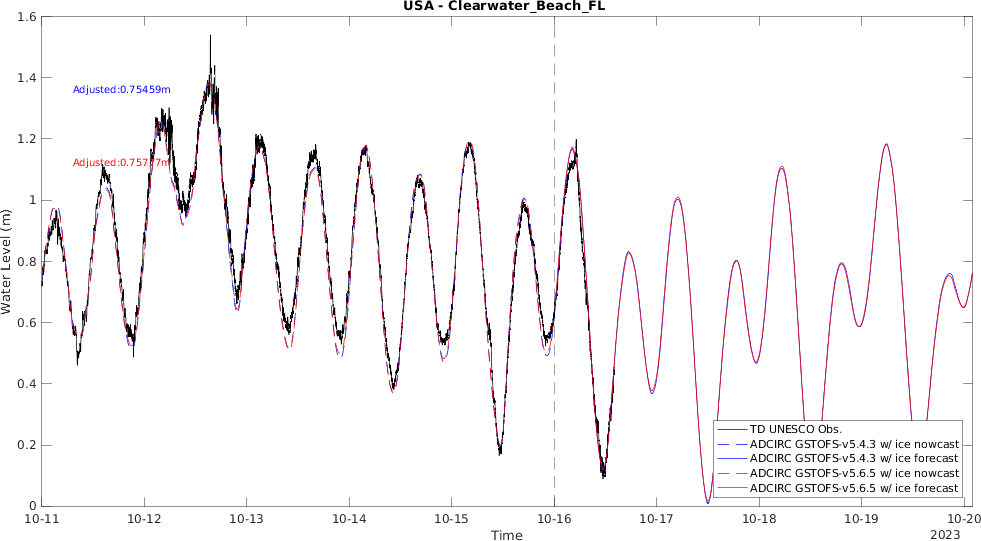 USA - Clearwater_Beach_FL
1.6
1.4
1.2
1
0.8
0.6
0.4
0.2
0
Water Level (m)
Adjusted:0.75459m
TD UNESCO Obs.
ADCIRC GSTOFS-v5.4.3 w/ ice nowcast
ADCIRC GSTOFS-v5.4.3 w/ ice forecast
ADCIRC GSTOFS-v5.6.5 w/ ice nowcast
ADCIRC GSTOFS-v5.6.5 w/ ice forecast
10-11 10-12 10-13 10-14 10-15 10-16 10-17 10-18 10-19 10-20
Time
2023